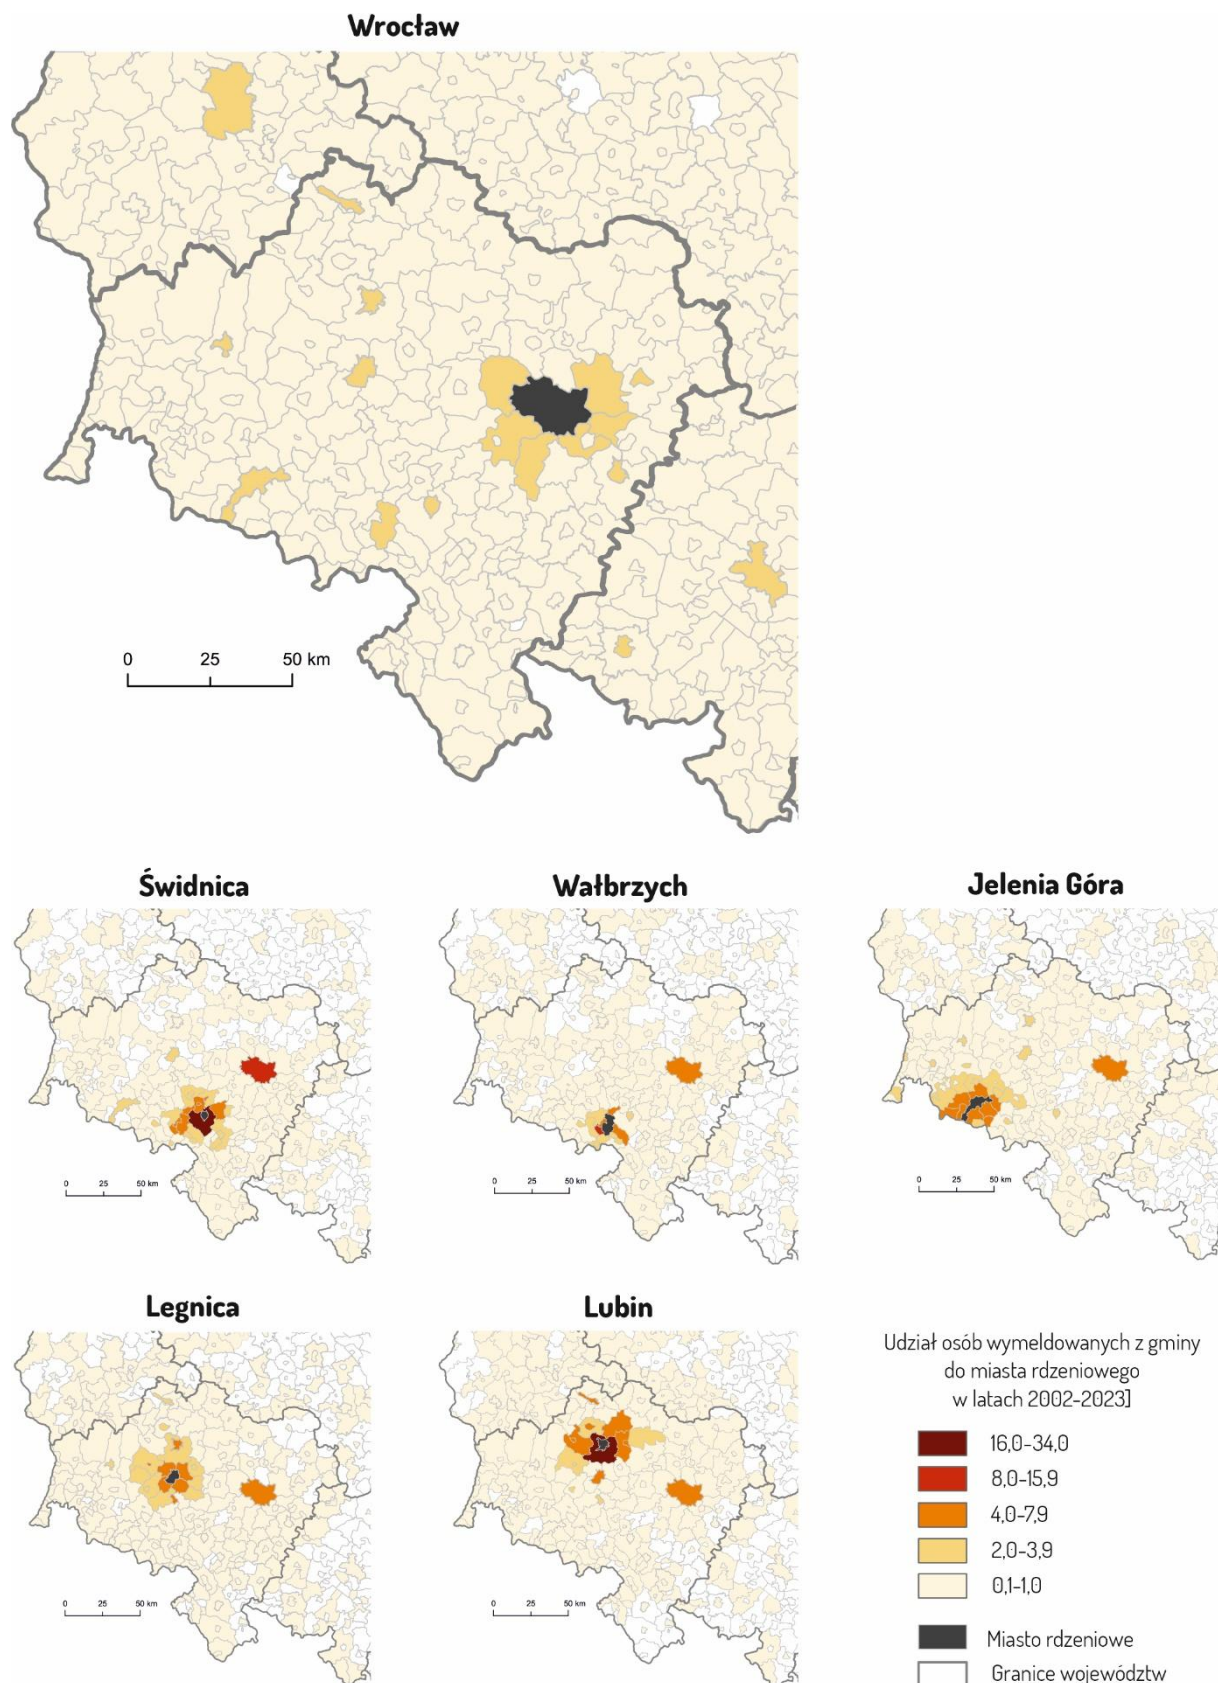 Wrocław
0 25 50 km
Świdnica
Wałbrzych
Jelenia Góra
0 25 50 km
0 25 50 km
0 25 50 km
Legnica
Lubin
0 25 50 km
0 25 50 km
Udział osób wymeldowanych z gminy
do miasta rdzeniowego
w latach 2002-2023]
16,0-34,0
8,0-15,9
4,0-7,9
2,0-3,9
0,1-1,0
Miasto rdzeniowe
Granice województw